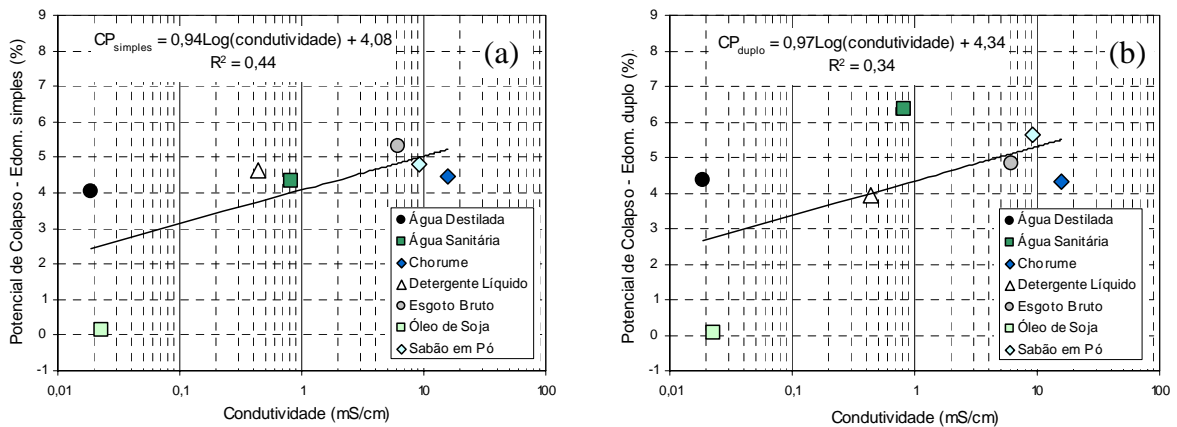 (a)
CPsimples = 0,94Log(condutividade) + 4,08
R² = 0,44
Potencial de Colapso - Edom. simples (%)
9
8
7
6
5
4
3
2
1
0
-1
Água Destilada
Água Sanitária
Chorume
Detergente Líquido
Esgoto Bruto
Óleo de Soja
Sabão em Pó
0,01 0,1 1 10 100
Condutividade (mS/cm)
(b)
CPduplo = 0,97Log(condutividade) + 4,34
R² = 0,34
Potencial de Colapso - Edom. duplo (%).
9
8
7
6
5
4
3
2
1
0
-1
Água Destilada
Água Sanitária
Chorume
Detergente Líquido
Esgoto Bruto
Óleo de Soja
Sabão em Pó
0,01 0,1 1 10 100
Condutividade (mS/cm)